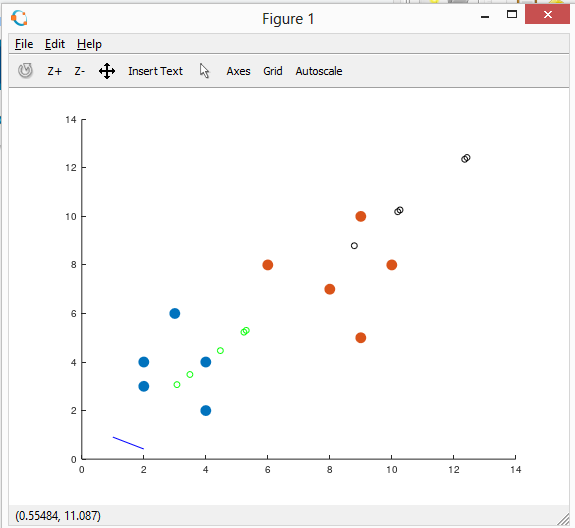 Figure 1
File Edit Help
Z+ Z- Insert Text Axes Grid Autoscale
14
12
10
8
6
4
2
0
0 2 4 6 8 10 12 14
(0.55484, 11.087)